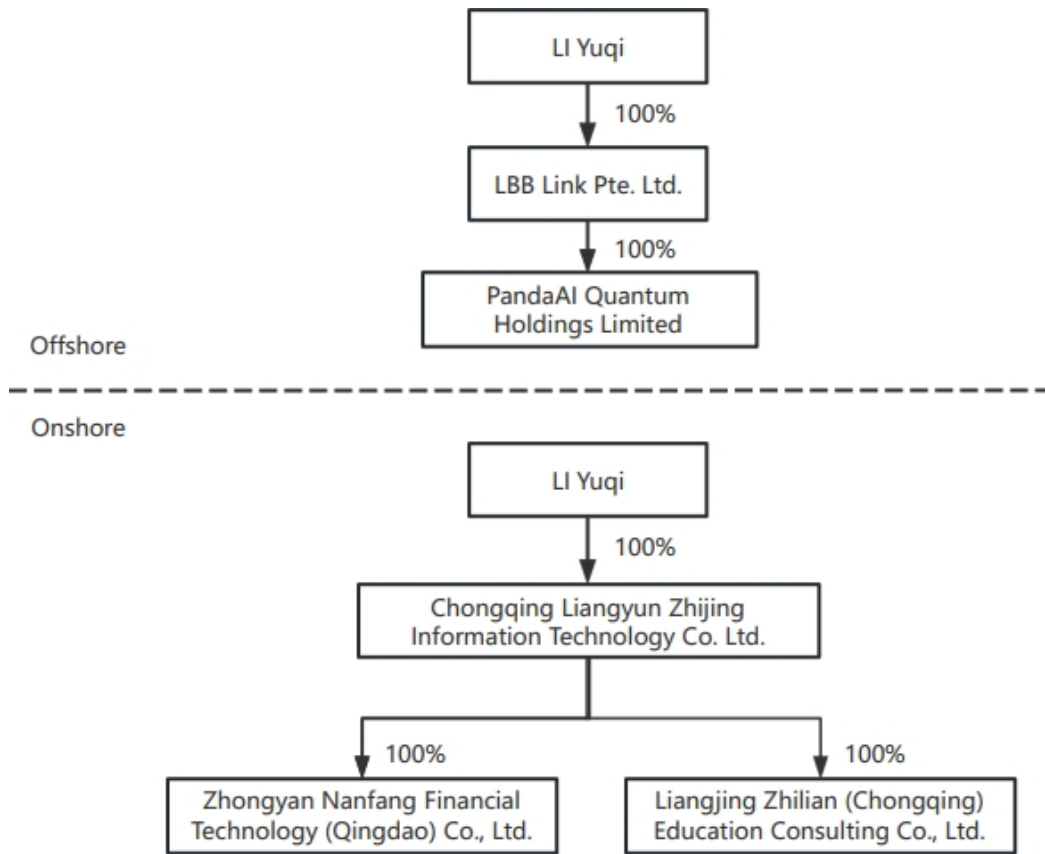 LI Yuqi
100%
LBB Link Pte. Ltd.
100%
PandaAI Quantum
Holdings Limited
Offshore
Onshore
LI Yuqi
100%
Chongqing Liangyun Zhijing
Information Technology Co. Ltd.
100%
100%
Zhongyan Nanfang Financial
Technology (Qingdao) Co., Ltd.
Liangjing Zhilian (Chongqing)
Education Consulting Co., Ltd.